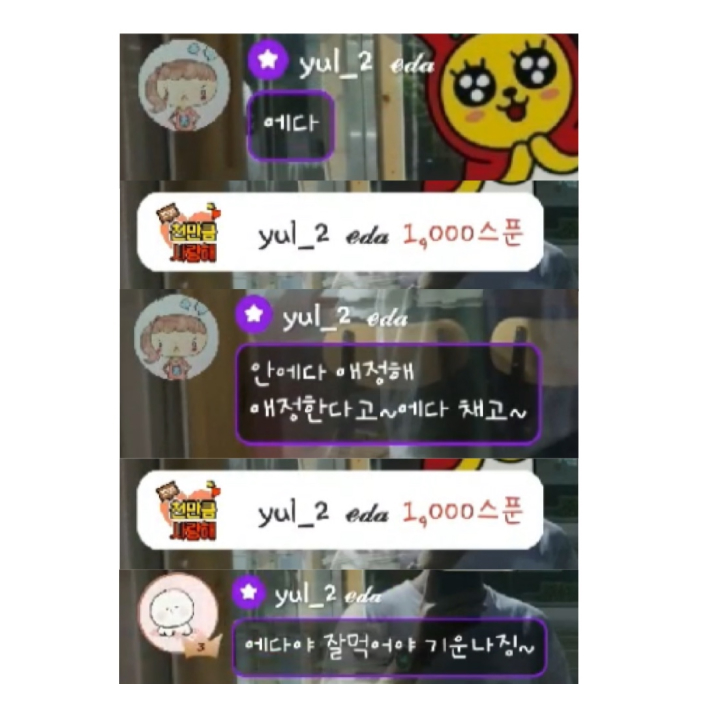 yul_2 eda
에다
천만큼
사랑해
yul_2 eda 1,000스푼
yul_2 eda
안에다 애정해
애정한다고~에다 채고~
천만큼
사랑해
yul_2 eda 1,000스푼
yul_2 eda
3
에다야 잘먹어야 기운나징~